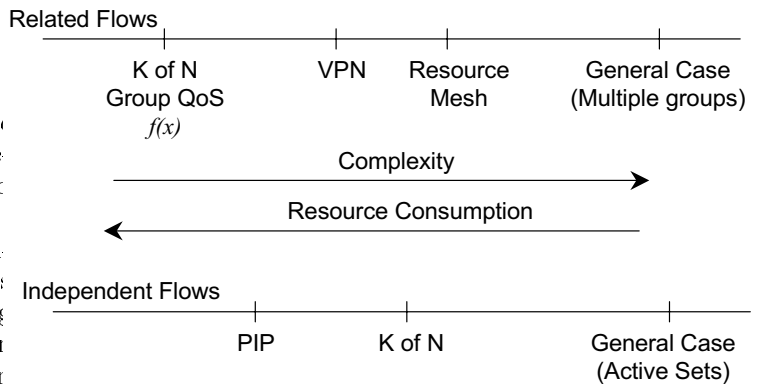 Related Flows
K of N
Group QoS
f(x)
VPN
Resource
Mesh
General Case
(Multiple groups)
Complexity
Resource Consumption
Independent Flows
PIP
K of N
General Case
(Active Sets)